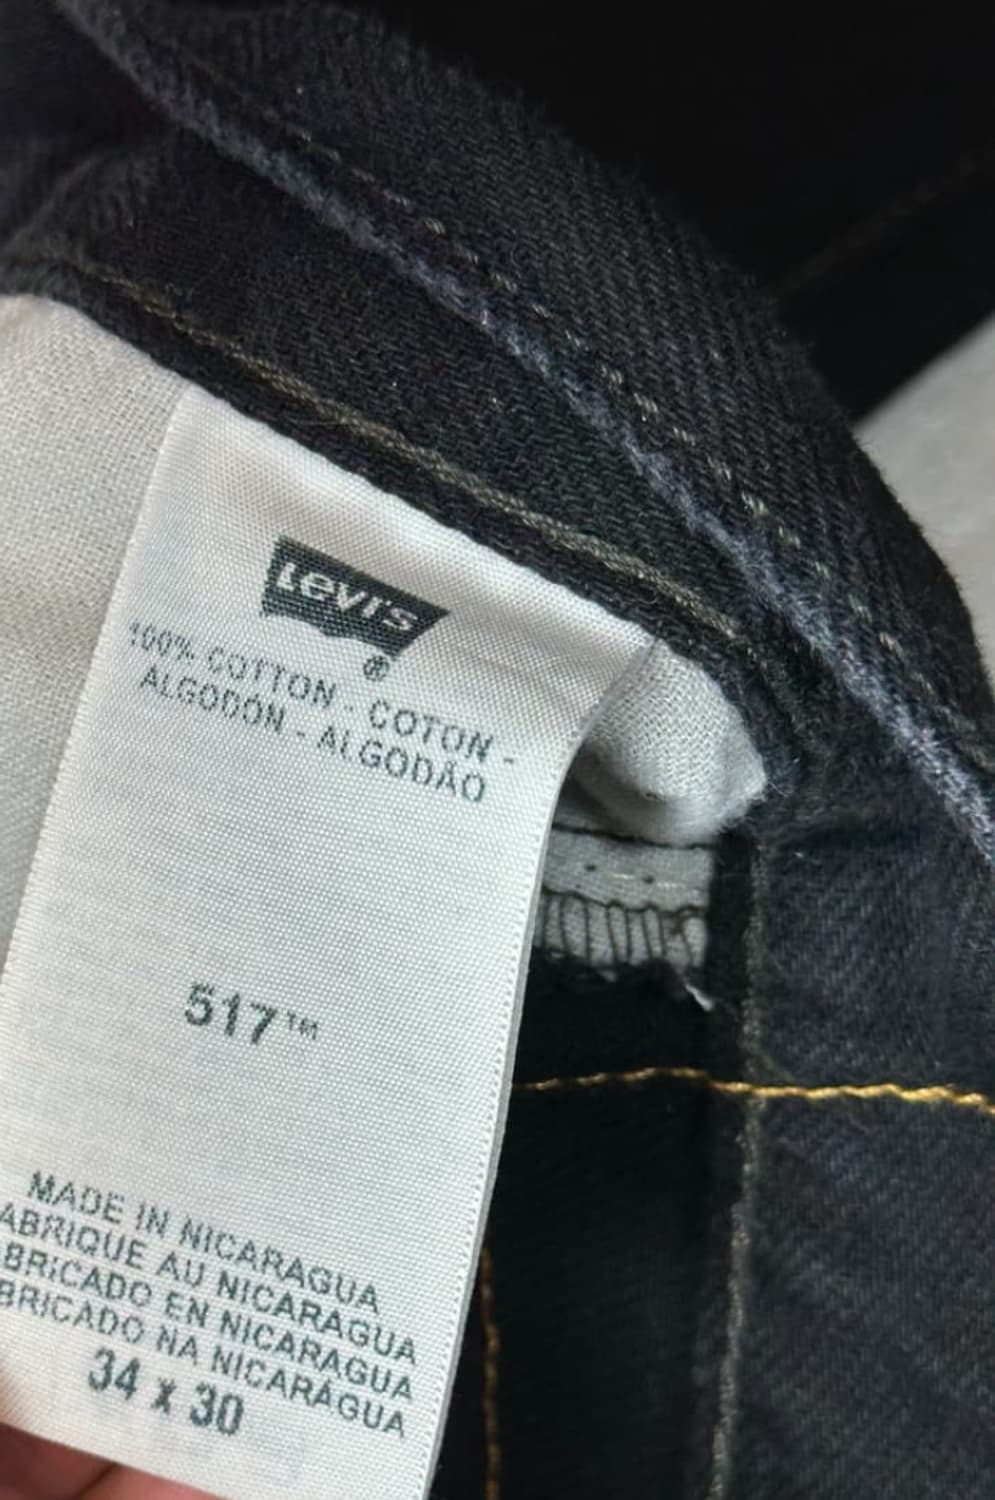 Levi's
®
100% COTTON - COTON -
ALGODÓN - ALGODÃO
517™
MADE IN NICARAGUA
ABRIQUE AU NICARAGUA
BRICADO EN NICARAGUA
BRICADO NA NICARÁGUA
34 x 30